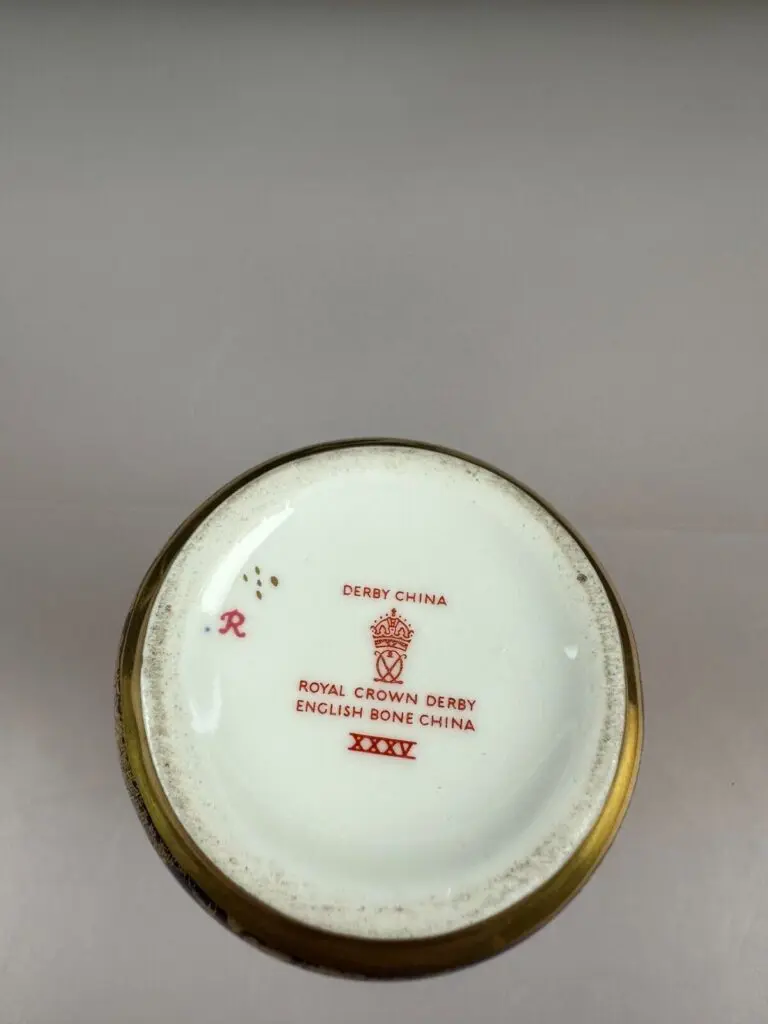 DERBY CHINA
R
ROYAL CROWN DERBY
ENGLISH BONE CHINA
XXXV